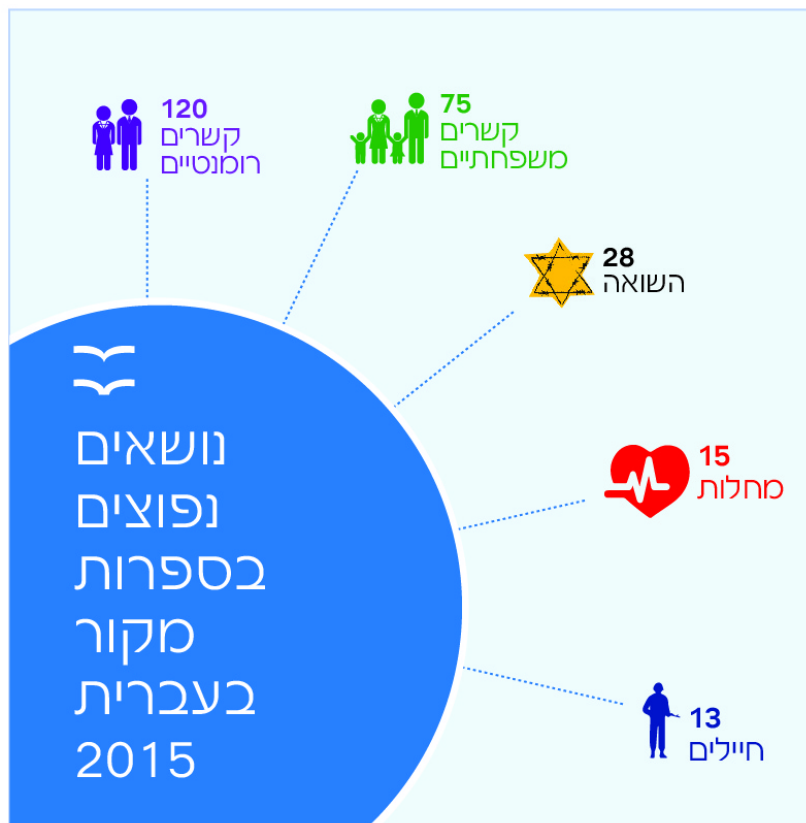 120
קשרים
רומנטיים
75
קשרים
משפחתיים
28
השואה
15
מחלות
13
חיילים
נושאים
נפוצים
בספרות
מקור
בעברית
2015